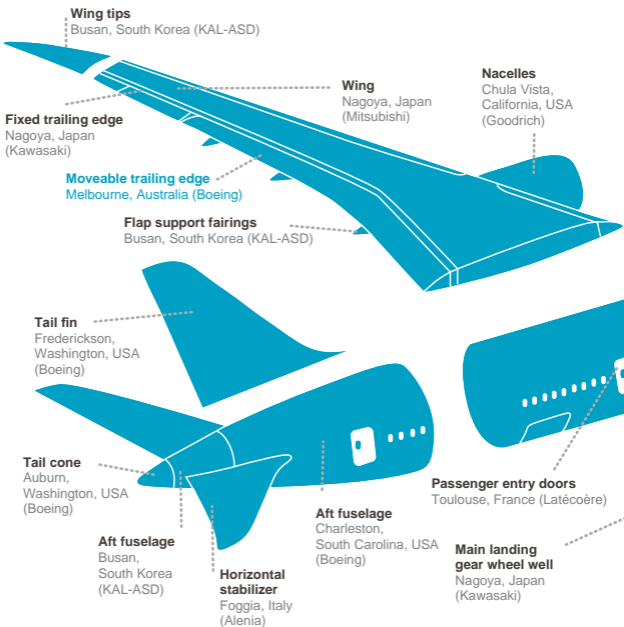 Wing tips
Busan, South Korea (KAL-ASD)
Wing
Nagoya, Japan
(Mitsubishi)
Nacelles
Chula Vista,
California, USA
(Goodrich)
Fixed trailing edge
Nagoya, Japan
(Kawasaki)
Moveable trailing edge
Melbourne, Australia (Boeing)
Flap support fairings
Busan, South Korea (KAL-ASD)
Tail fin
Frederickson,
Washington, USA
(Boeing)
Tail cone
Auburn,
Washington, USA
(Boeing)
Aft fuselage
Busan,
South Korea
(KAL-ASD)
Horizontal
stabilizer
Foggia, Italy
(Alenia)
Aft fuselage
Charleston,
South Carolina, USA
(Boeing)
Passenger entry doors
Toulouse, France (Latécoère)
Main landing
gear wheel well
Nagoya, Japan
(Kawasaki)